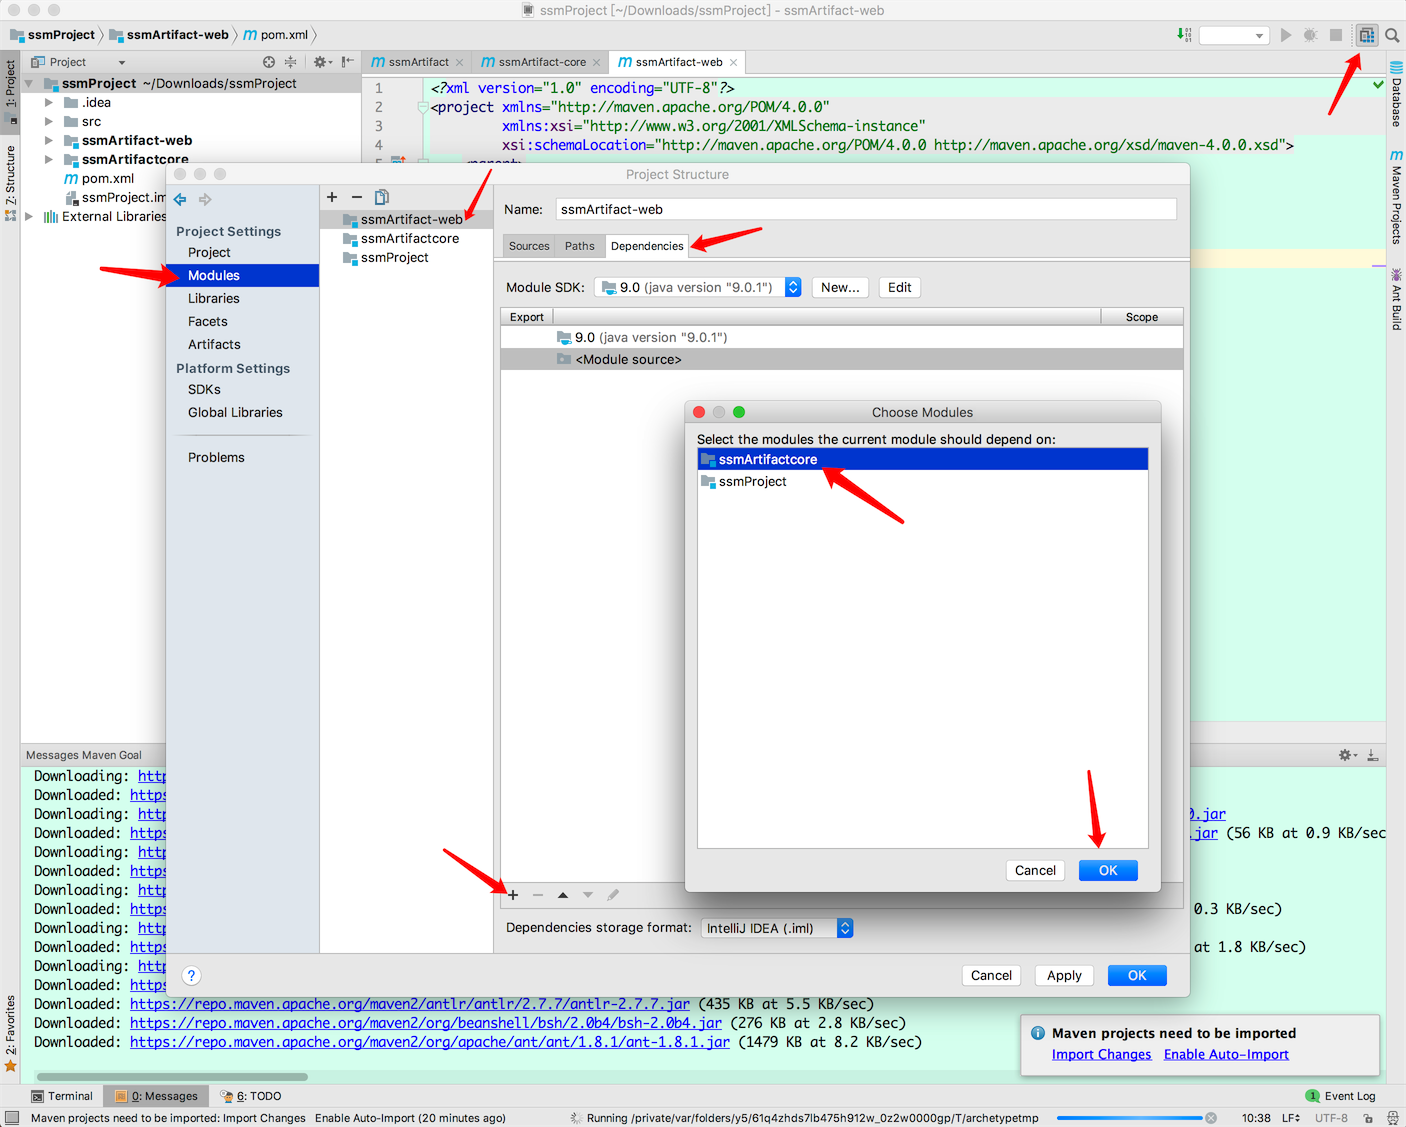 ssmProject [~/Downloads/ssmProject] - ssmArtifact-web
ssmProject ssmArtifact-web m pom.xml
Project
m ssmArtifact m ssmArtifact-core m ssmArtifact-web
1: Project
Z: Structure
2: Favorites
Database
m Maven Projects
Ant Build
ssmProject ~/Downloads/ssmProject
.idea
src
ssmArtifact-web
ssmArtifactcore
m pom.xml
ssmProject.im
External Libraries
1 <?xml version="1.0" encoding="UTF-8"?>
2 <project xmlns="http://maven.apache.org/POM/4.0.0"
3 xmlns:xsi="http://www.w3.org/2001/XMLSchema-instance"
4 xsi:schemaLocation="http://maven.apache.org/POM/4.0.0 http://maven.apache.org/xsd/maven-4.0.0.xsd">
5 <parent>
Project Structure
Project Settings
Project
Modules
Libraries
Facets
Artifacts
Platform Settings
SDKs
Global Libraries
Problems
ssmArtifact-web
ssmArtifactcore
ssmProject
Name: ssmArtifact-web
Sources Paths Dependencies
Module SDK: 9.0 (java version "9.0.1") New... Edit
Export Scope
9.0 (java version "9.0.1")
<Module source>
Choose Modules
Select the modules the current module should depend on:
ssmArtifactcore
ssmProject
Cancel OK
Dependencies storage format: IntelliJ IDEA (.iml)
? Cancel Apply OK
Messages Maven Goal
Downloading: http
Downloaded: https
Downloading: http 0.jar
Downloaded: https .jar (56 KB at 0.9 KB/sec
Downloading: http
Downloaded: https
Downloading: http
Downloaded: https 0.3 KB/sec)
Downloading: http
Downloaded: https at 1.8 KB/sec)
Downloading: http
Downloaded: https
Downloaded: https://repo.maven.apache.org/maven2/antlr/antlr/2.7.7/antlr-2.7.7.jar (435 KB at 5.5 KB/sec)
Downloaded: https://repo.maven.apache.org/maven2/org/beanshell/bsh/2.0b4/bsh-2.0b4.jar (276 KB at 2.8 KB/sec)
Downloaded: https://repo.maven.apache.org/maven2/org/apache/ant/ant/1.8.1/ant-1.8.1.jar (1479 KB at 8.2 KB/sec)
Maven projects need to be imported
Import Changes Enable Auto-Import
Terminal 0: Messages 6: TODO 1 Event Log
Maven projects need to be imported: Import Changes Enable Auto-Import (20 minutes ago) Running /private/var/folders/y5/61q4zhds7lb475h912w_0z2w0000gp/T/archetypetmp 10:38 LF UTF-8